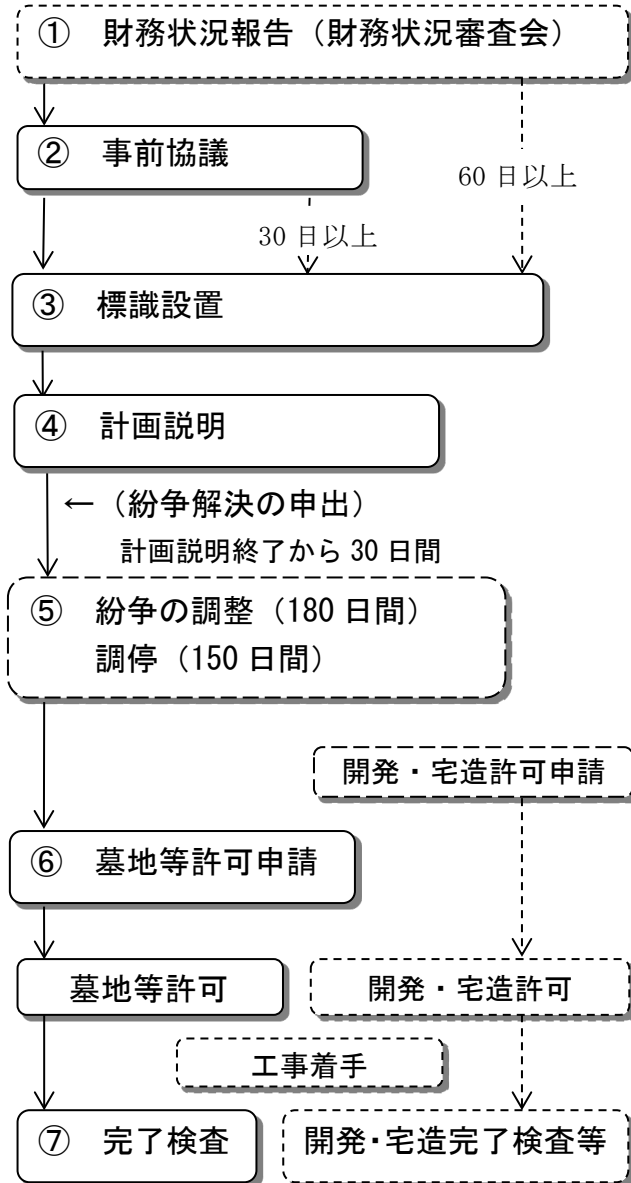 ① 財務状況報告（財務状況審査会）
② 事前協議
60 日以上
30 日以上
③ 標識設置
④ 計画説明
←（紛争解決の申出）
計画説明終了から 30 日間
⑤ 紛争の調整（180 日間）
調停（150 日間）
開発・宅造許可申請
⑥ 墓地等許可申請
墓地等許可
開発・宅造許可
工事着手
⑦ 完了検査
開発・宅造完了検査等